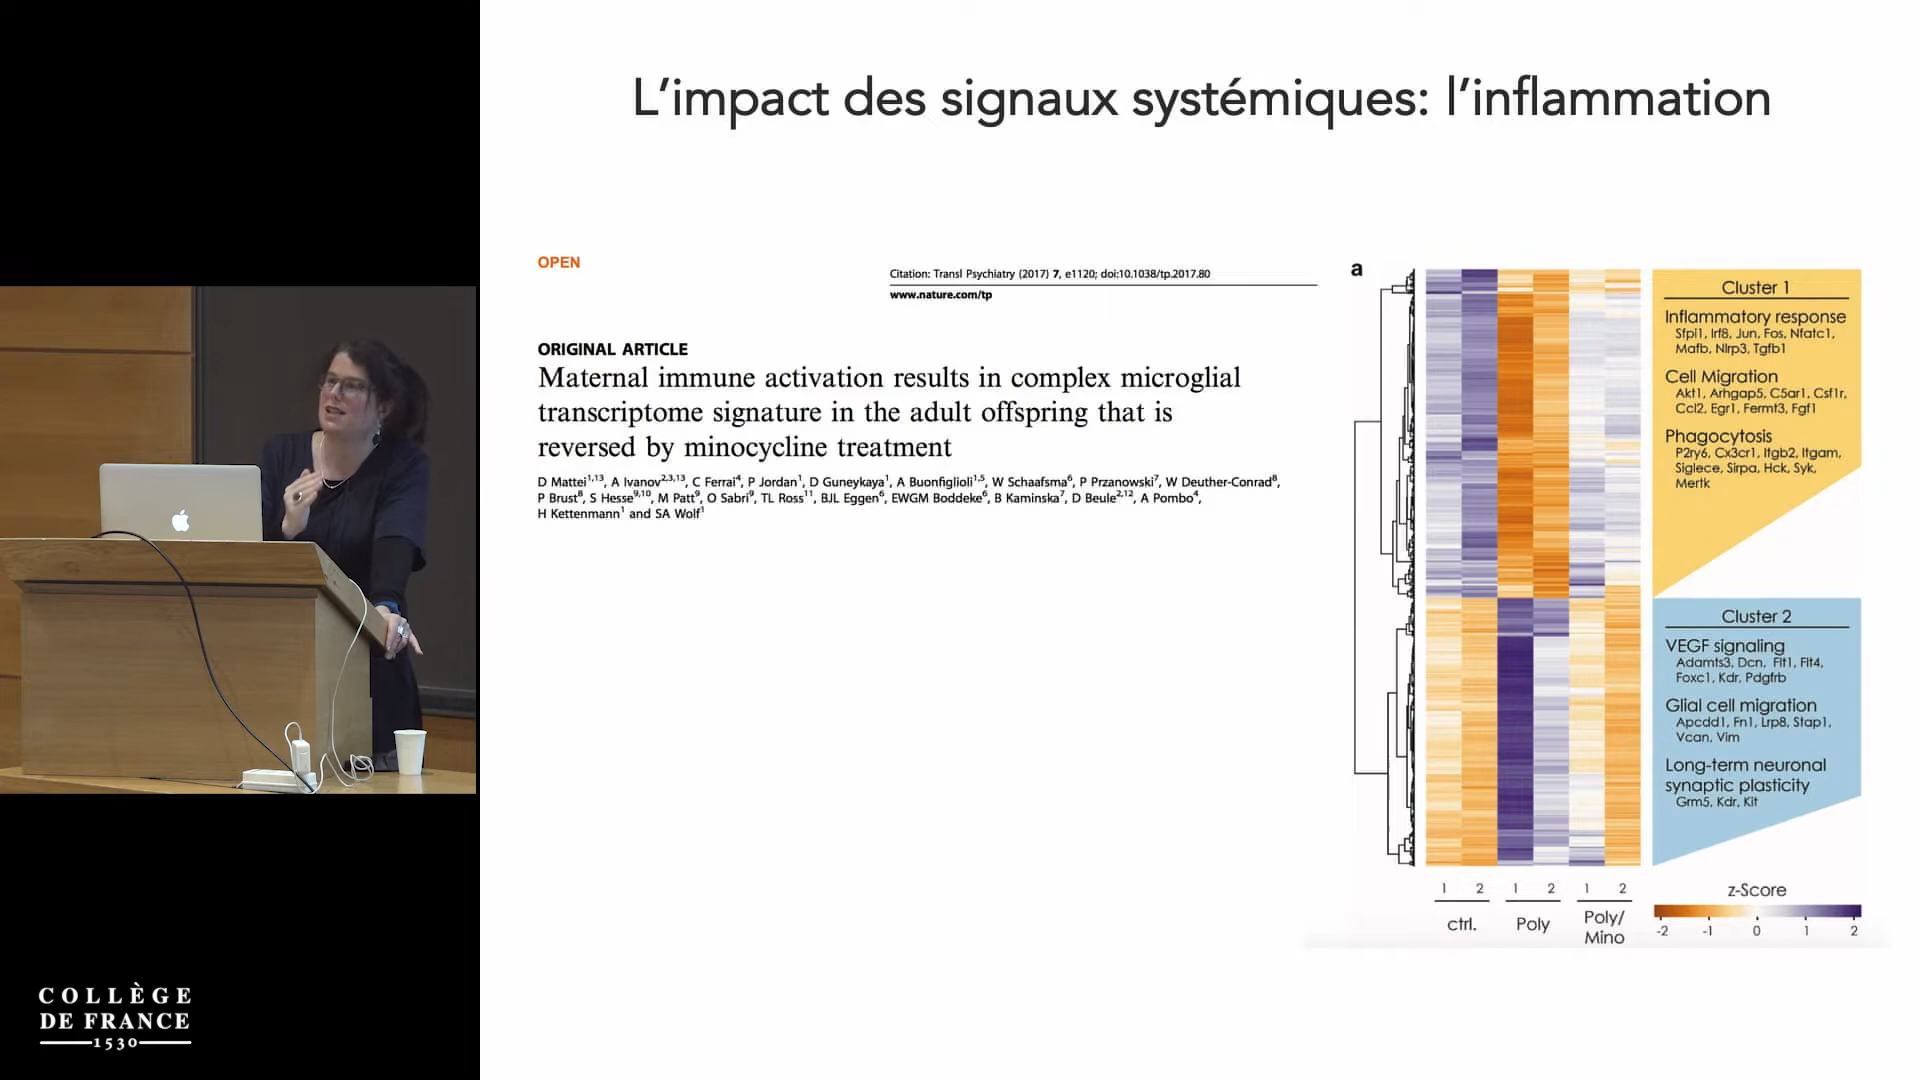 L’impact des signaux systémiques: l’inflammation
OPEN
Citation: Transl Psychiatry (2017) 7, e1120; doi:10.1038/tp.2017.80
www.nature.com/tp
ORIGINAL ARTICLE
Maternal immune activation results in complex microglial
transcriptome signature in the adult offspring that is
reversed by minocycline treatment
D Mattei1,13, A Ivanov2,3,13, C Ferrai4, P Jordan1, D Guneykaya1, A Buonfiglioli1,5, W Schaafsma6, P Przanowski7, W Deuther-Conrad8,
P Brust8, S Hesse9,10, M Patt9, O Sabri9, TL Ross11, BJL Eggen6, EWGM Boddeke6, B Kaminska7, D Beule2,12, A Pombo4,
H Kettenmann1 and SA Wolf1
a
Cluster 1
Inflammatory response
Sfpi1, Irf8, Jun, Fos, Nfatc1,
Mafb, Nlrp3, Tgfb1
Cell Migration
Akt1, Arhgap5, C5ar1, Csf1r,
Ccl2, Egr1, Fermt3, Fgf1
Phagocytosis
P2ry6, Cx3cr1, Itgb2, Itgam,
Siglece, Sirpa, Hck, Syk,
Mertk
Cluster 2
VEGF signaling
Adamts3, Dcn, Flt1, Flt4,
Foxc1, Kdr, Pdgfrb
Glial cell migration
Apcdd1, Fn1, Lrp8, Stap1,
Vcan, Vim
Long-term neuronal
synaptic plasticity
Grm5, Kdr, Kit
1 2 1 2 1 2
ctrl. Poly Poly/
Mino
z-Score
-2 -1 0 1 2
COLLÈGE
DE FRANCE
1530